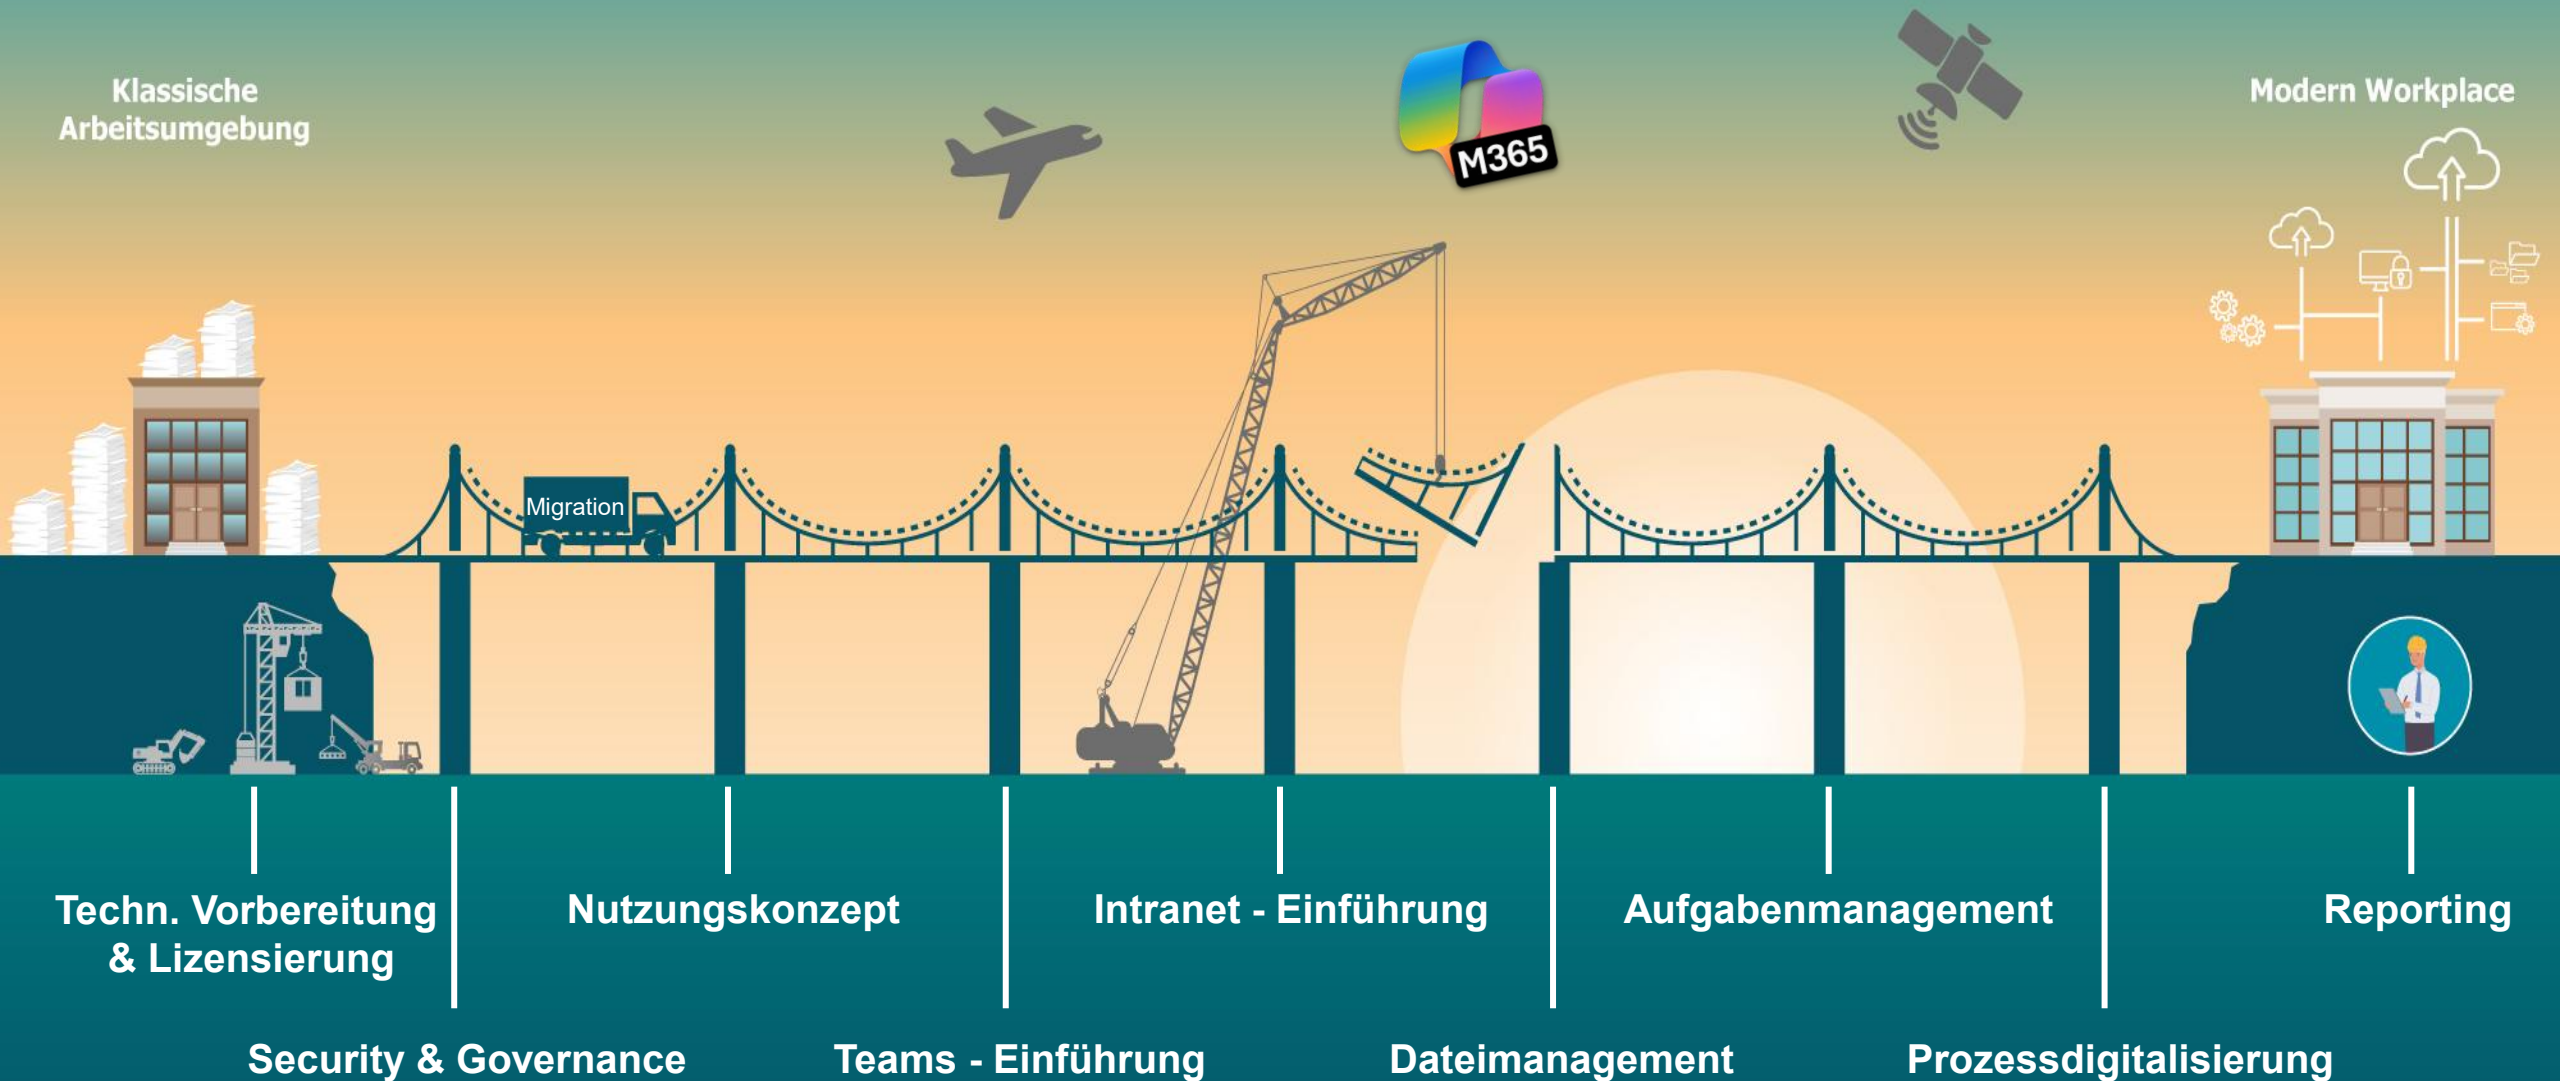 Klassische
Arbeitsumgebung
M365
Modern Workplace
Migration
Techn. Vorbereitung
& Lizensierung
Nutzungskonzept
Intranet - Einführung
Aufgabenmanagement
Reporting
Security & Governance
Teams - Einführung
Dateimanagement
Prozessdigitalisierung